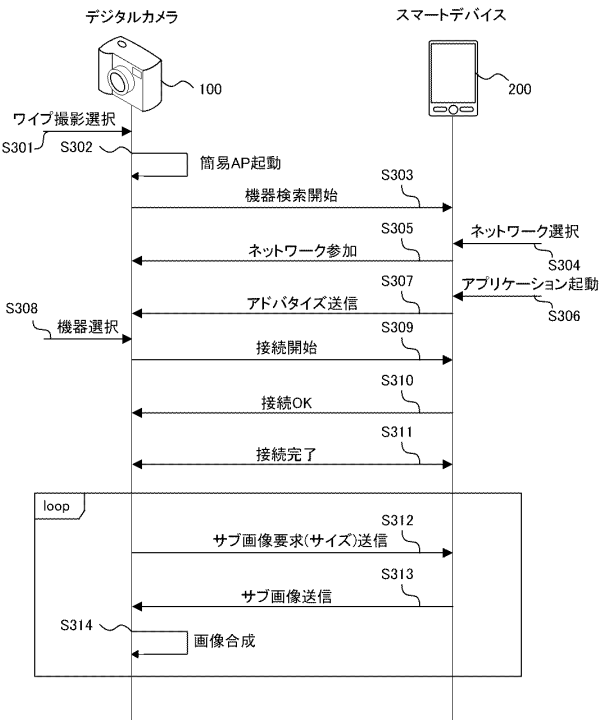 デジタルカメラ
スマートデバイス
100
200
ワイプ撮影選択
S301
S302
簡易AP起動
S303
機器検索開始
ネットワーク選択
S304
S305
ネットワーク参加
アプリケーション起動
S306
S307
アドバタイズ送信
S308
機器選択
S309
接続開始
S310
接続OK
S311
接続完了
loop
S312
サブ画像要求(サイズ)送信
S313
サブ画像送信
S314
画像合成